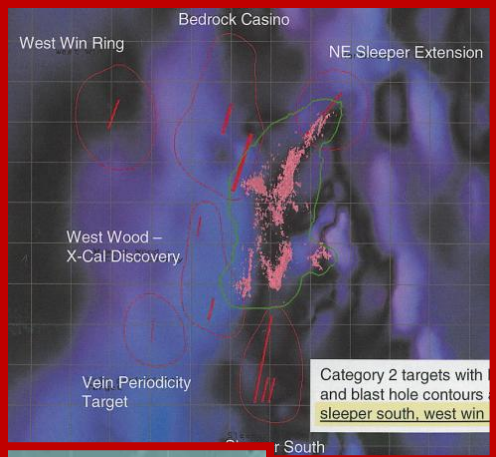 Bedrock Casino
West Win Ring
NE Sleeper Extension
West Wood –
X-Cal Discovery
Vein Periodicity
Target
Category 2 targets with
and blast hole contours
sleeper south, west win
r South